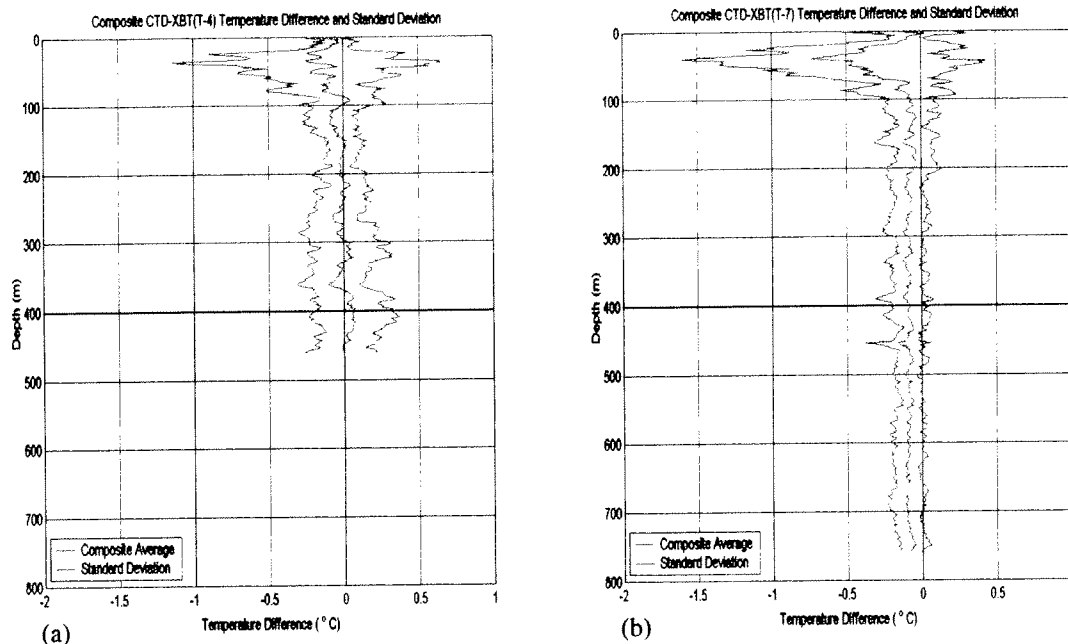 Composite CTD-XBT(T-4) Temperature Difference and Standard Deviation
0
100
200
300
400
500
600
700
800
Depth (m)
-2
-1.5
-1
-0.5
0
0.5
1
Temperature Difference ( °C)
Composite Average
Standard Deviation
(a)
Composite CTD-XBT(T-7) Temperature Difference and Standard Deviation
0
100
200
300
400
500
600
700
800
Depth (m)
-2
-1.5
-1
-0.5
0
0.5
Temperature Difference ( °C)
Composite Average
Standard Deviation
(b)